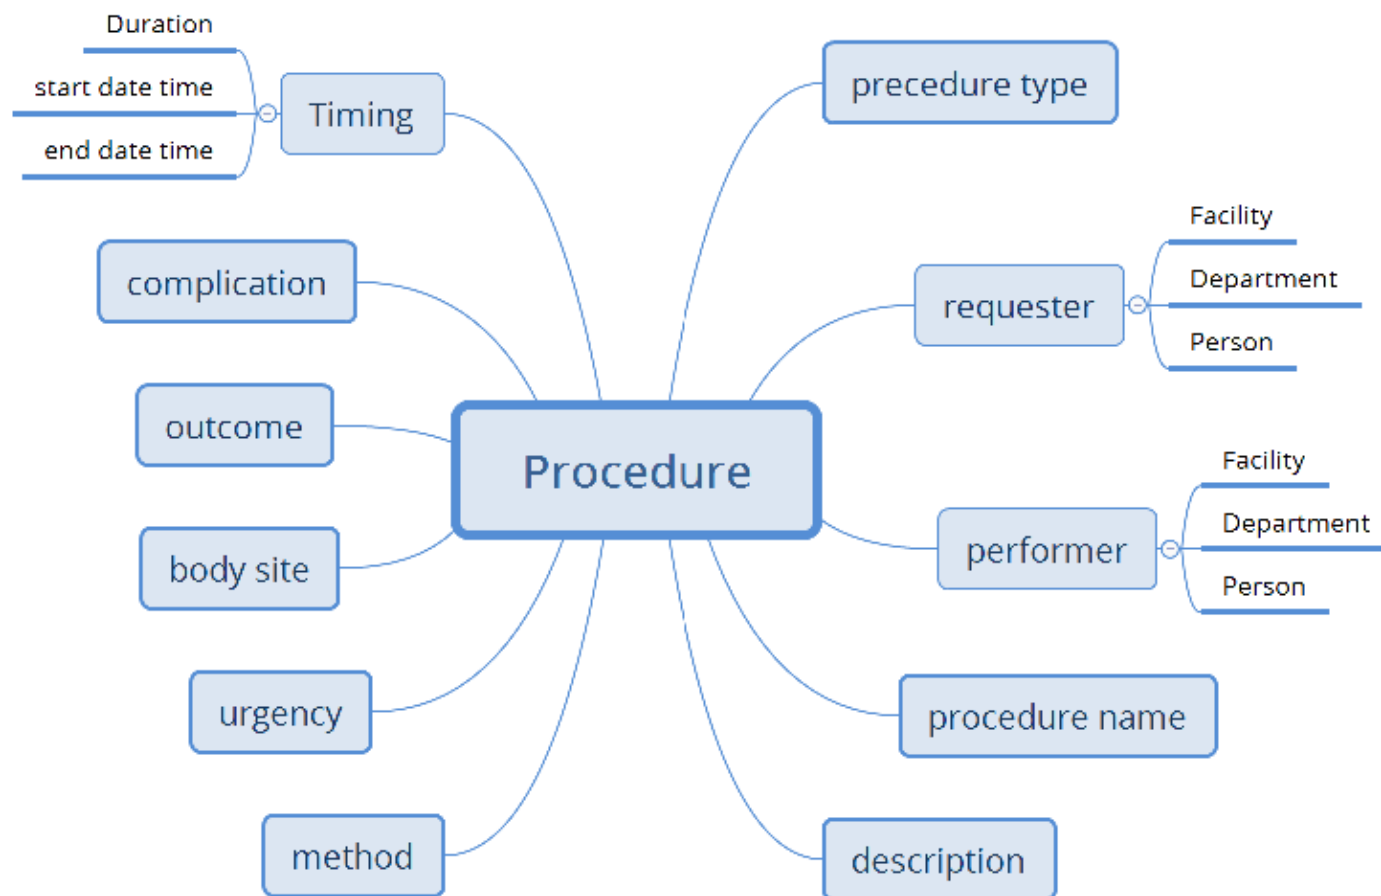 Duration
start date time
end date time
Timing
complication
outcome
body site
urgency
method
Procedure
precedure type
requester
Facility
Department
Person
performer
Facility
Department
Person
procedure name
description